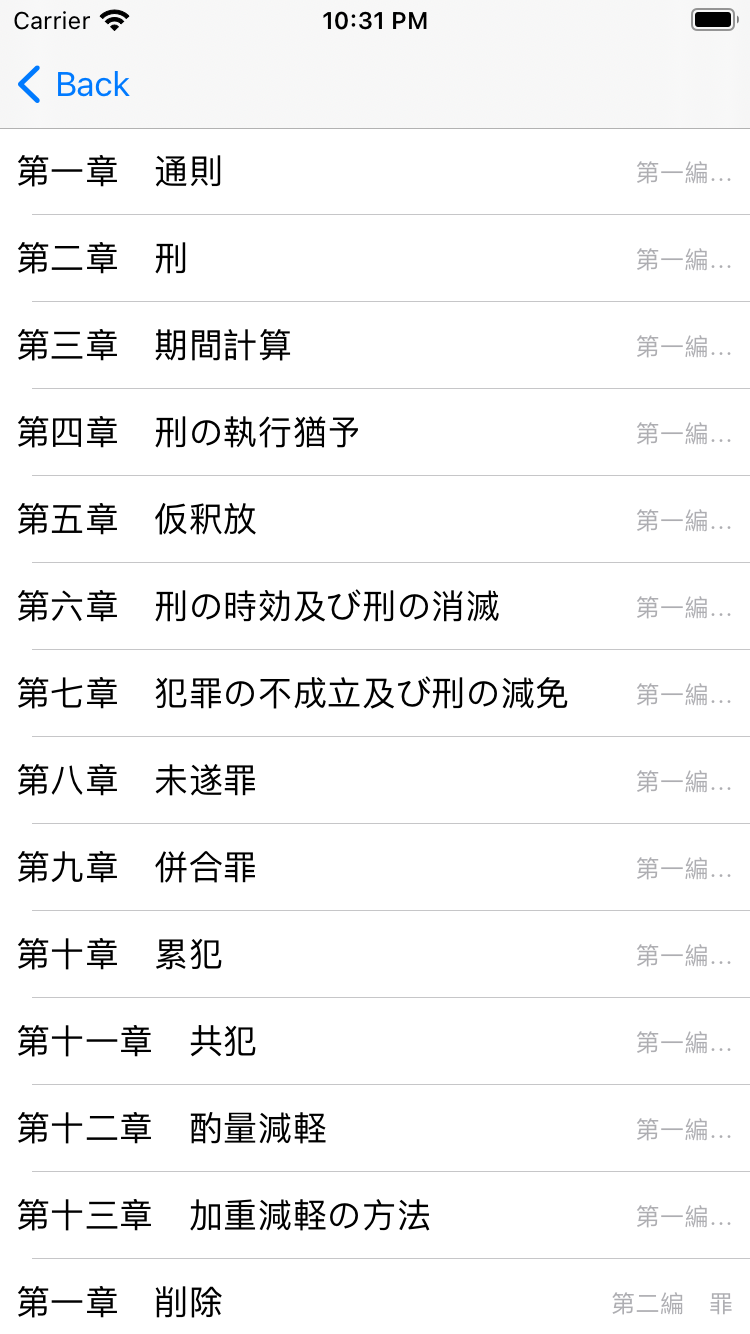 Carrier 10:31 PM
Back
第一章　通則 第一編…
第二章　刑 第一編…
第三章　期間計算 第一編…
第四章　刑の執行猶予 第一編…
第五章　仮釈放 第一編…
第六章　刑の時効及び刑の消滅 第一編…
第七章　犯罪の不成立及び刑の減免 第一編…
第八章　未遂罪 第一編…
第九章　併合罪 第一編…
第十章　累犯 第一編…
第十一章　共犯 第一編…
第十二章　酌量減軽 第一編…
第十三章　加重減軽の方法 第一編…
第一章　削除 第二編　罪